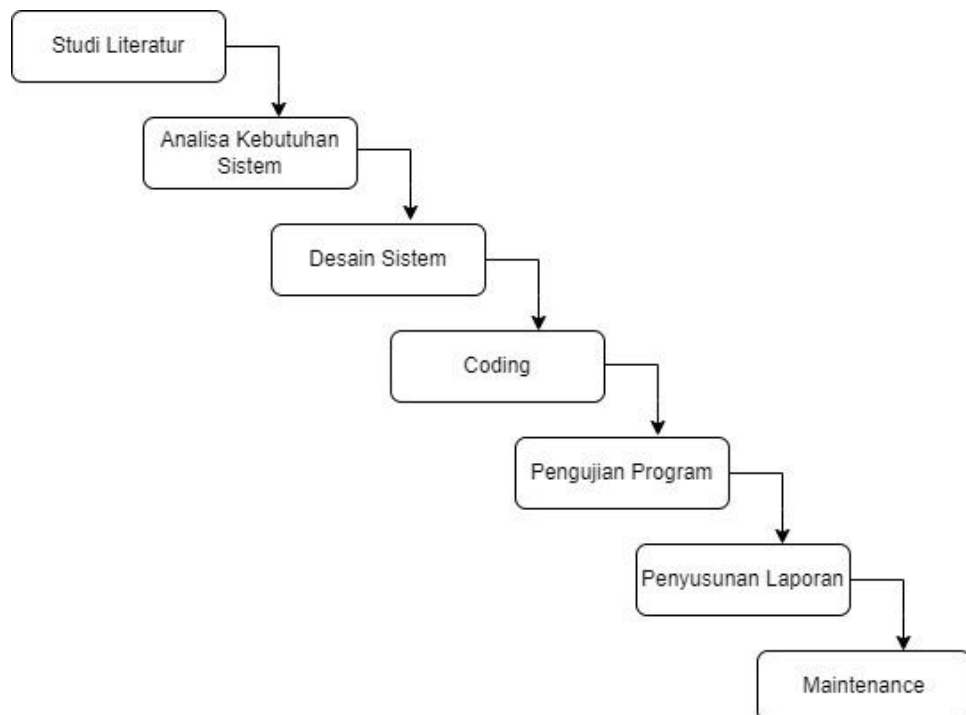 Studi Literatur
Analisa Kebutuhan
Sistem
Desain Sistem
Coding
Pengujian Program
Penyusunan Laporan
Maintenance